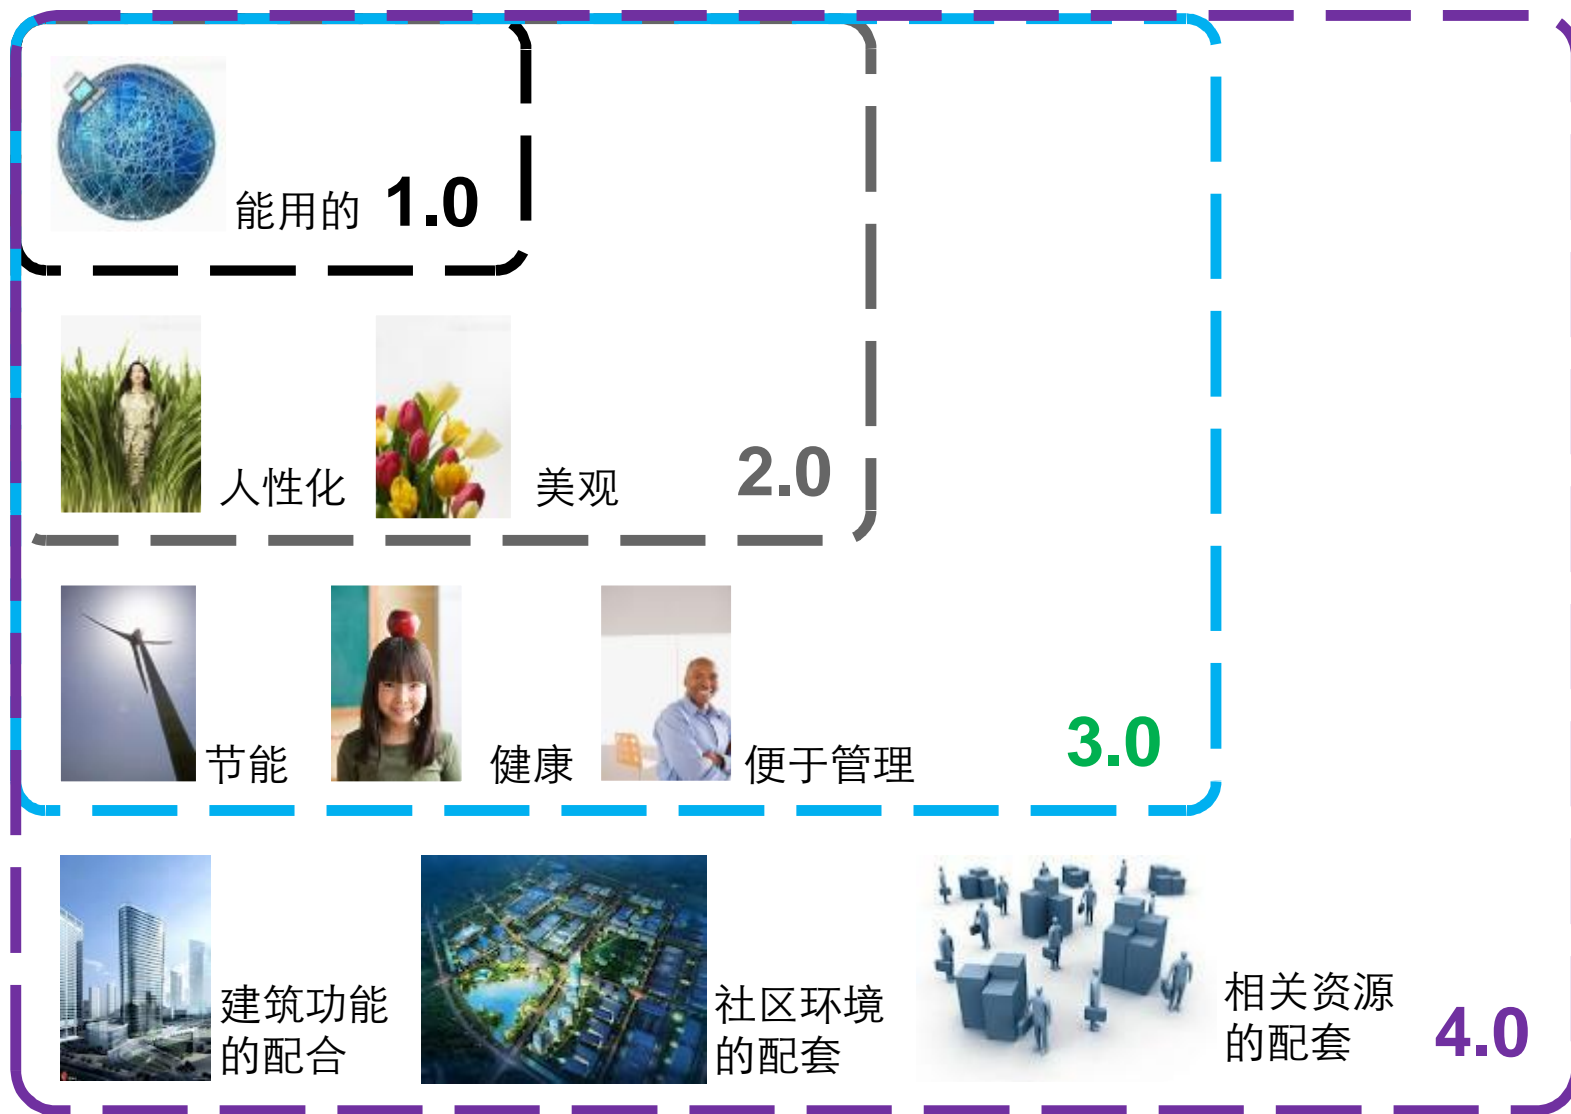 能用的 1.0
人性化
美观
2.0
节能
健康
便于管理
3.0
建筑功能
的配合
社区环境
的配套
相关资源
的配套
4.0